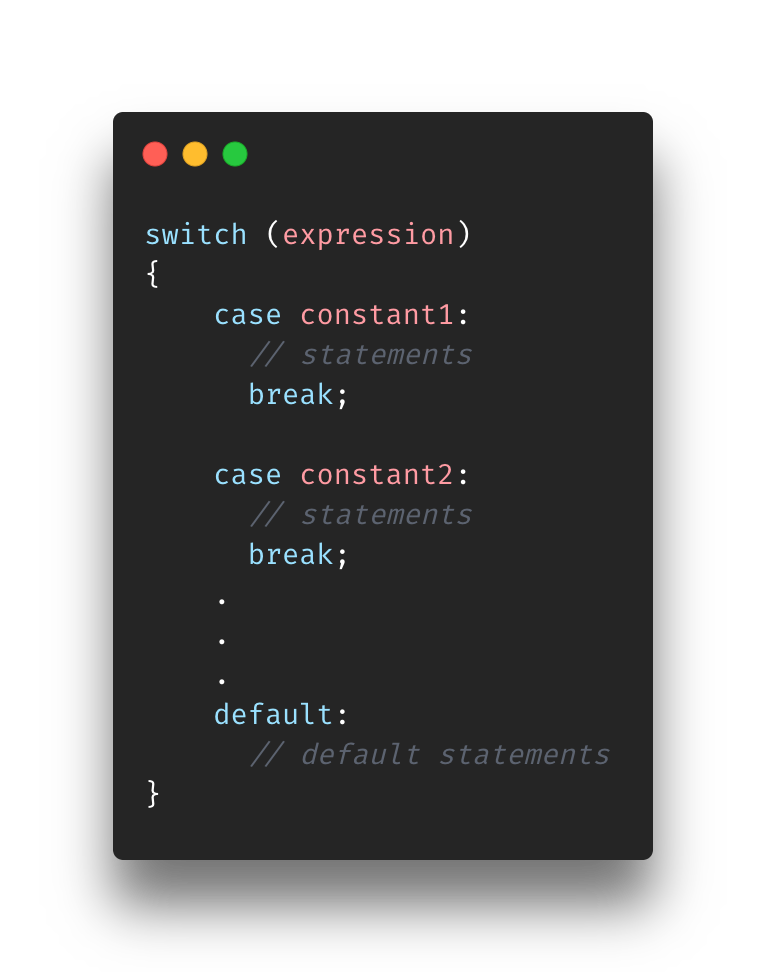 switch (expression)
{
    case constant1:
      // statements
      break;

    case constant2:
      // statements
      break;
    .
    .
    .
    default:
      // default statements
}